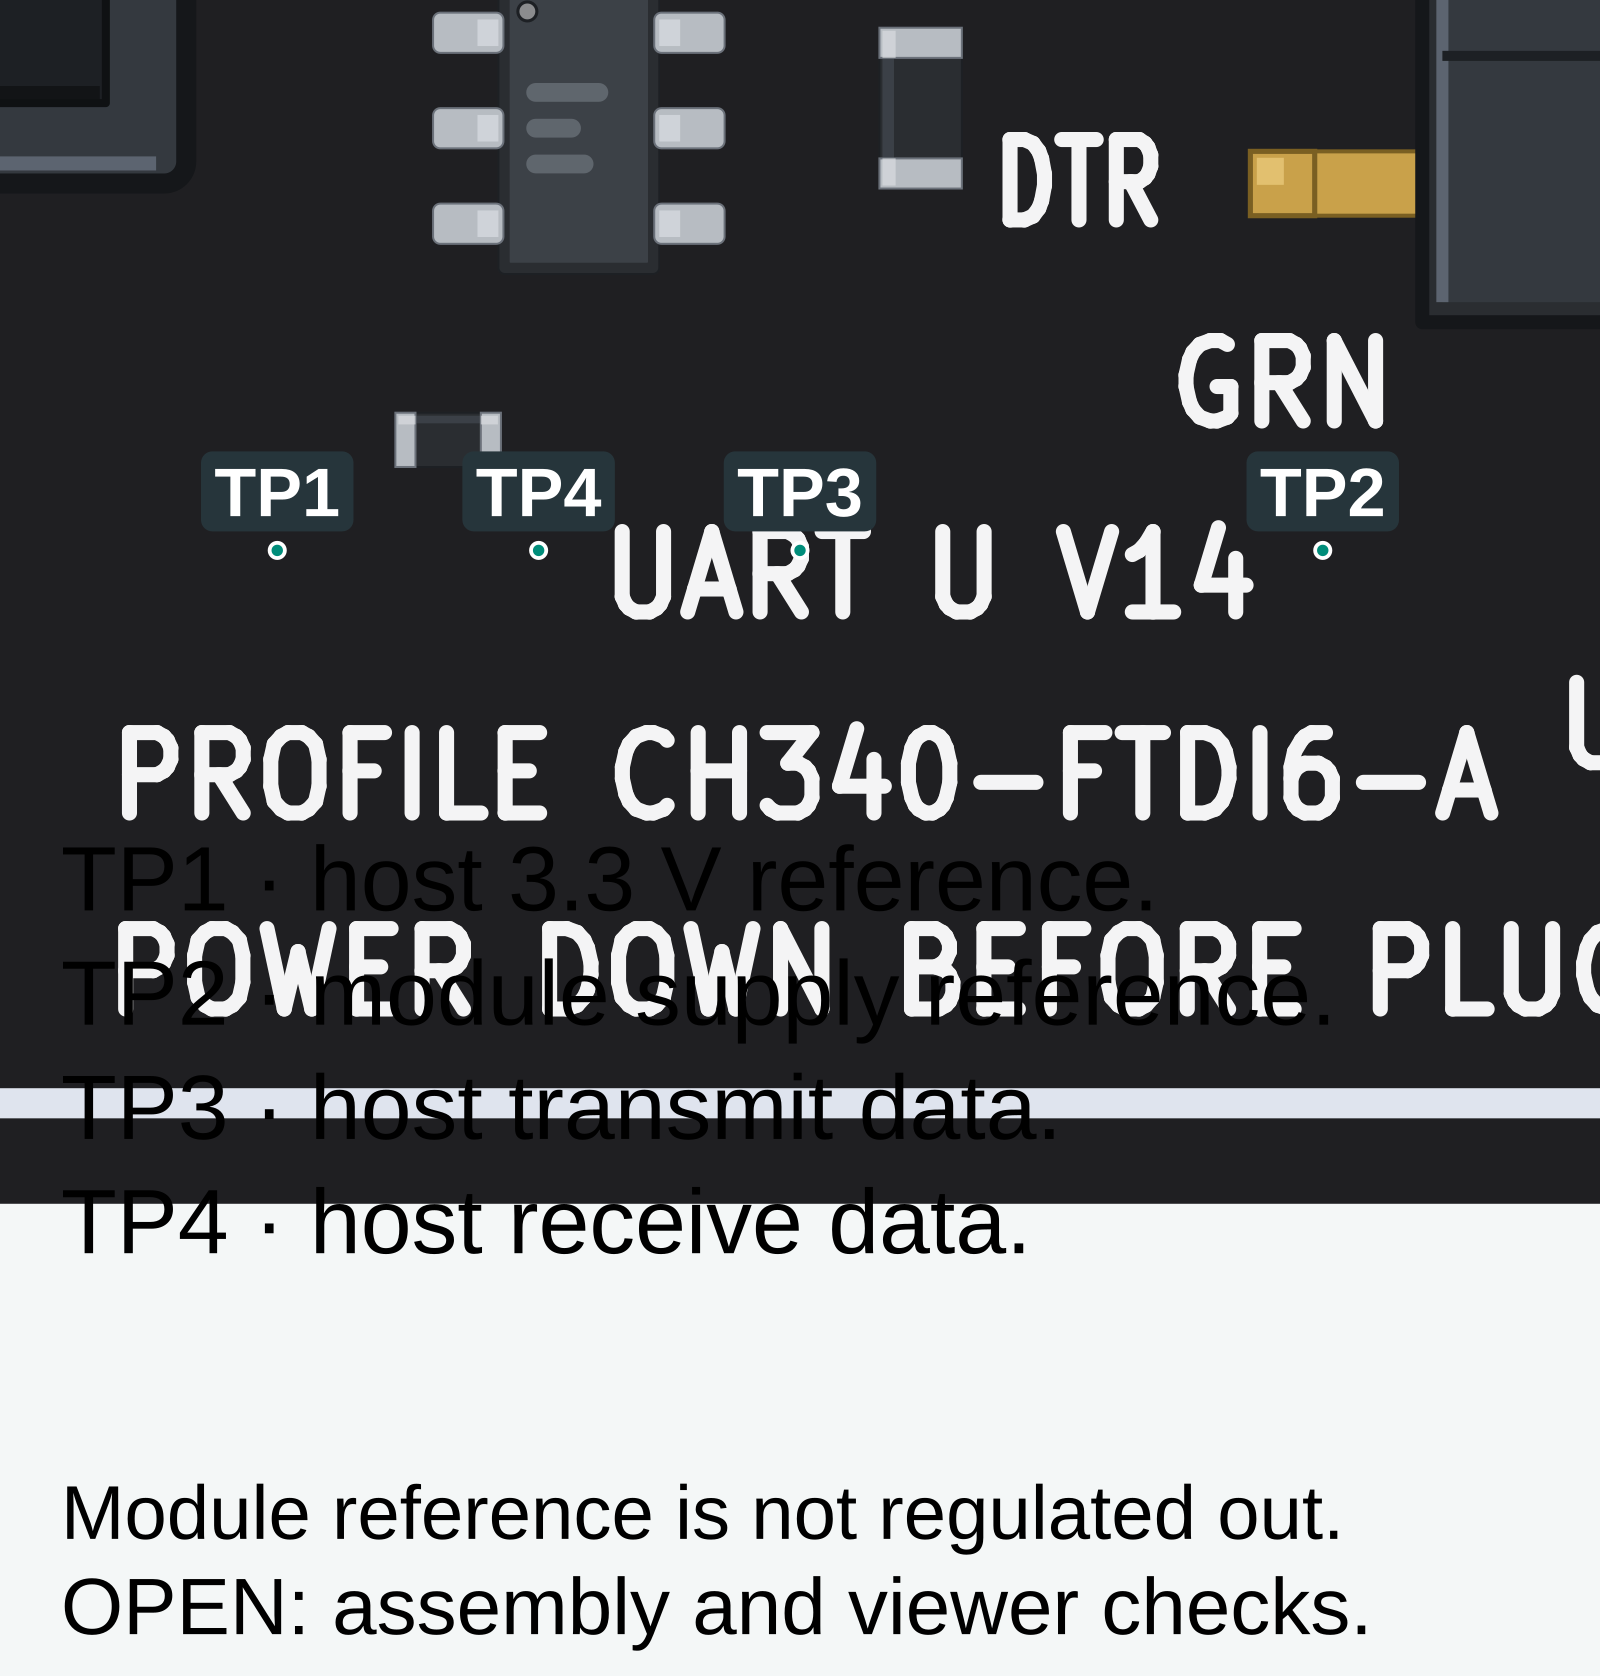 DTR
GRN
TP1 TP4 TP3 TP2
UART U V14
PROFILE CH340-FTDI6-A
TP1 · host 3.3 V reference.
POWER DOWN BEFORE
TP2 · module supply reference.
TP3 · host transmit data.
TP4 · host receive data.
Module reference is not regulated out.
OPEN: assembly and viewer checks.